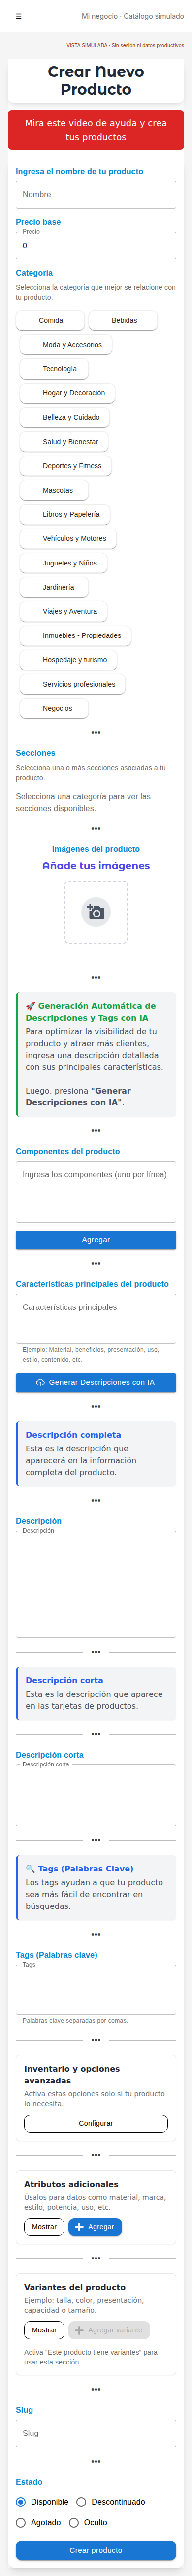 ☰ Mi negocio · Catálogo simulado
VISTA SIMULADA · Sin sesión ni datos productivos
Crear Nuevo
Producto
Mira este video de ayuda y crea
tus productos
Ingresa el nombre de tu producto
Nombre
Precio base
Precio
0
Categoría
Selecciona la categoría que mejor se relacione con
tu producto.
Comida Bebidas
Moda y Accesorios
Tecnología
Hogar y Decoración
Belleza y Cuidado
Salud y Bienestar
Deportes y Fitness
Mascotas
Libros y Papelería
Vehículos y Motores
Juguetes y Niños
Jardinería
Viajes y Aventura
Inmuebles - Propiedades
Hospedaje y turismo
Servicios profesionales
Negocios
•••
Secciones
Selecciona una o más secciones asociadas a tu
producto.
Selecciona una categoría para ver las
secciones disponibles.
•••
Imágenes del producto
Añade tus imágenes
•••
🚀 Generación Automática de
Descripciones y Tags con IA
Para optimizar la visibilidad de tu
producto y atraer más clientes,
ingresa una descripción detallada
con sus principales características.
Luego, presiona "Generar
Descripciones con IA".
•••
Componentes del producto
Ingresa los componentes (uno por línea)
Agregar
•••
Características principales del producto
Características principales
Ejemplo: Material, beneficios, presentación, uso,
estilo, contenido, etc.
Generar Descripciones con IA
•••
Descripción completa
Esta es la descripción que
aparecerá en la información
completa del producto.
•••
Descripción
Descripción
•••
Descripción corta
Esta es la descripción que aparece
en las tarjetas de productos.
•••
Descripción corta
Descripción corta
•••
🔍 Tags (Palabras Clave)
Los tags ayudan a que tu producto
sea más fácil de encontrar en
búsquedas.
•••
Tags (Palabras clave)
Tags
Palabras clave separadas por comas.
•••
Inventario y opciones
avanzadas
Activa estas opciones solo si tu producto
lo necesita.
Configurar
•••
Atributos adicionales
Úsalos para datos como material, marca,
estilo, potencia, uso, etc.
Mostrar Agregar
•••
Variantes del producto
Ejemplo: talla, color, presentación,
capacidad o tamaño.
Mostrar Agregar variante
Activa "Este producto tiene variantes" para
usar esta sección.
•••
Slug
Slug
•••
Estado
Disponible Descontinuado
Agotado Oculto
Crear producto